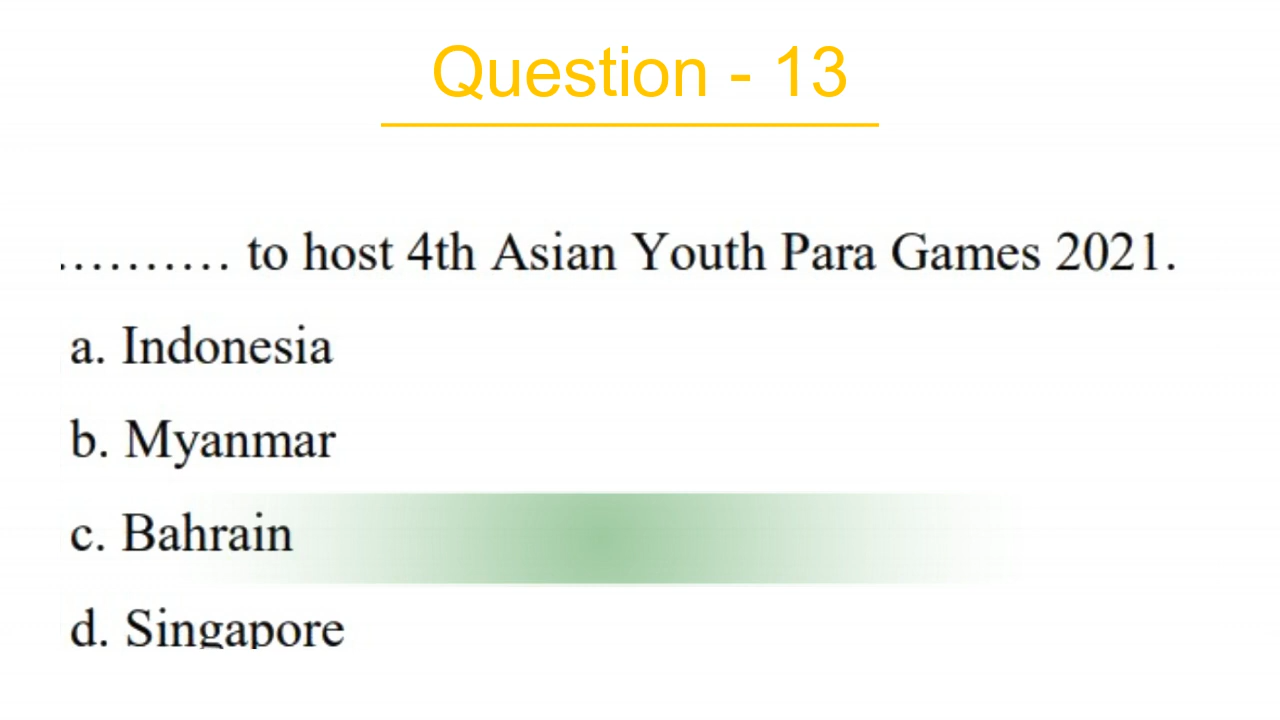 Question - 13
.......... to host 4th Asian Youth Para Games 2021.
a. Indonesia
b. Myanmar
c. Bahrain
d. Singapore